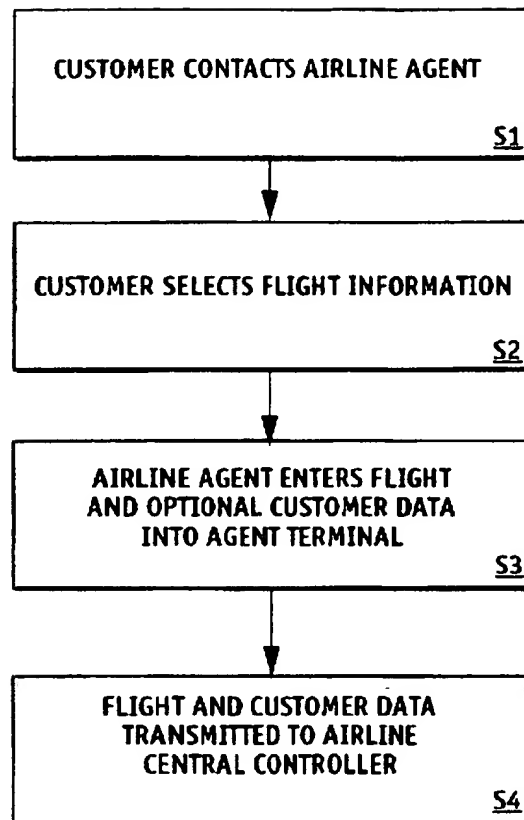 CUSTOMER CONTACTS AIRLINE AGENT
S1
CUSTOMER SELECTS FLIGHT INFORMATION
S2
AIRLINE AGENT ENTERS FLIGHT
AND OPTIONAL CUSTOMER DATA
INTO AGENT TERMINAL
S3
FLIGHT AND CUSTOMER DATA
TRANSMITTED TO AIRLINE
CENTRAL CONTROLLER
S4